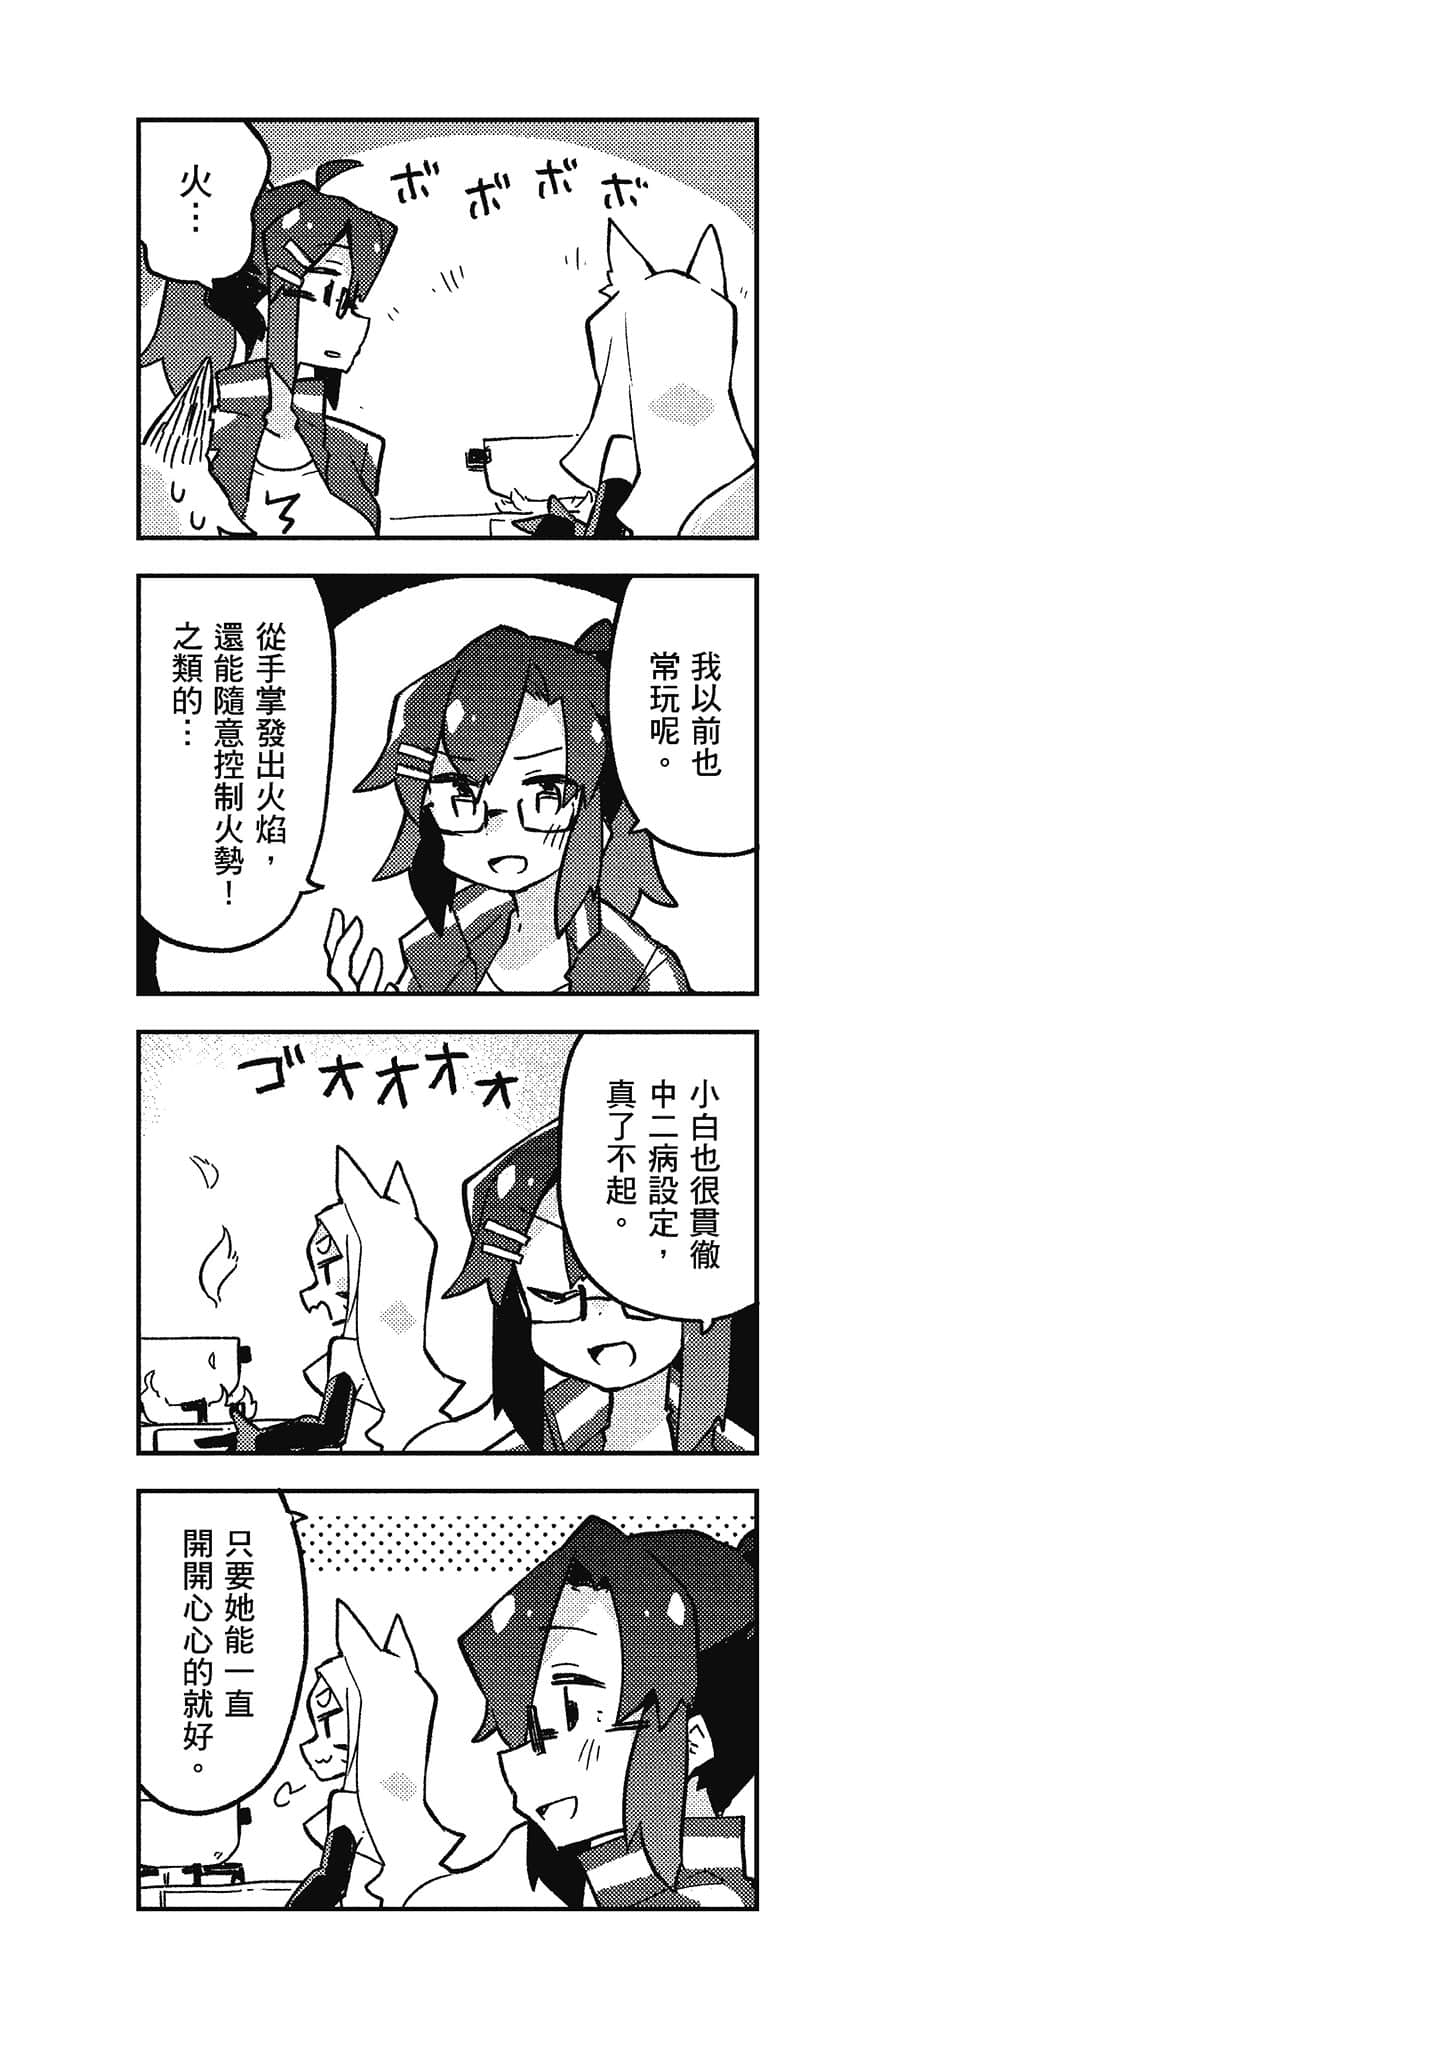 火…
ボボボボ
我以前也
常玩呢。
從手掌發出火焰，
還能隨意控制火勢！
之類的…
小白也很貫徹
中二病設定，
真了不起。
ゴオオオオ
只要她能一直
開開心心的就好。